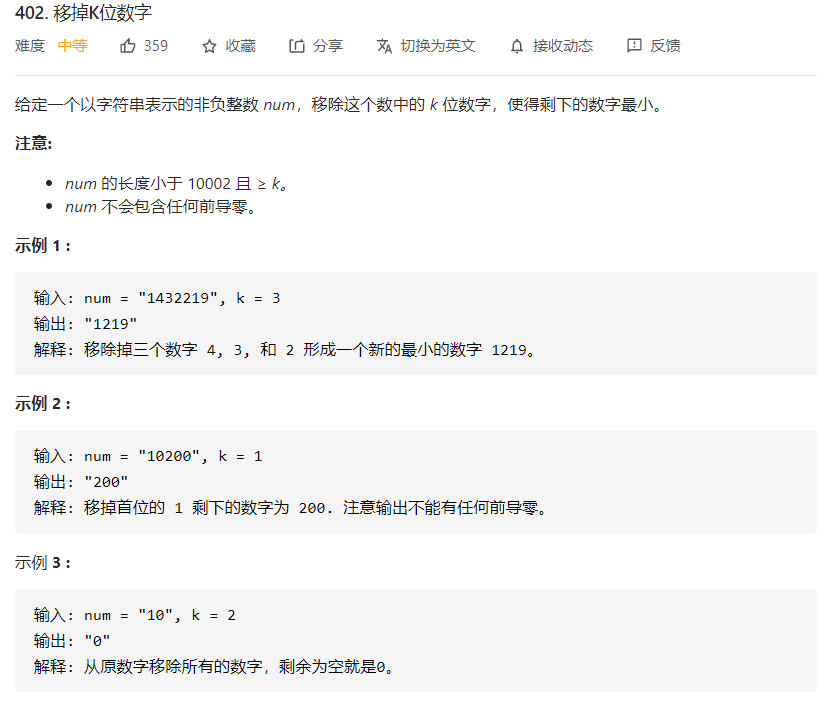 402. 移掉K位数字
难度 中等 359 收藏 分享 切换为英文 接收动态 反馈
给定一个以字符串表示的非负整数 num，移除这个数中的 k 位数字，使得剩下的数字最小。
注意:
num 的长度小于 10002 且 ≥ k。
num 不会包含任何前导零。
示例 1 :
输入: num = "1432219", k = 3
输出: "1219"
解释: 移除掉三个数字 4, 3, 和 2 形成一个新的最小的数字 1219。
示例 2 :
输入: num = "10200", k = 1
输出: "200"
解释: 移掉首位的 1 剩下的数字为 200. 注意输出不能有任何前导零。
示例 3 :
输入: num = "10", k = 2
输出: "0"
解释: 从原数字移除所有的数字，剩余为空就是0。